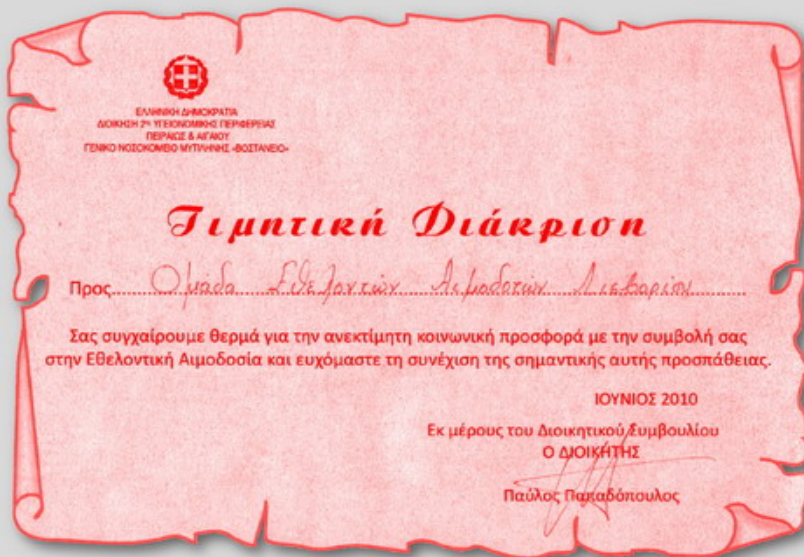 ΕΛΛΗΝΙΚΗ ΔΗΜΟΚΡΑΤΙΑ
ΔΙΟΙΚΗΣΗ 2ης ΥΓΕΙΟΝΟΜΙΚΗΣ ΠΕΡΙΦΕΡΕΙΑΣ
ΠΕΙΡΑΙΩΣ & ΑΙΓΑΙΟΥ
ΓΕΝΙΚΟ ΝΟΣΟΚΟΜΕΙΟ ΜΥΤΙΛΗΝΗΣ «ΒΟΣΤΑΝΕΙΟ»
Τιμητική Διάκριση
Προς Ομάδα Εθελοντών Αιμοδοτών
Σας συγχαίρουμε θερμά για την ανεκτίμητη κοινωνική προσφορά με την συμβολή σας
στην Εθελοντική Αιμοδοσία και ευχόμαστε τη συνέχιση της σημαντικής αυτής προσπάθειας.
ΙΟΥΝΙΟΣ 2010
Εκ μέρους του Διοικητικού Συμβουλίου
Ο ΔΙΟΙΚΗΤΗΣ
Παύλος Παπαδόπουλος